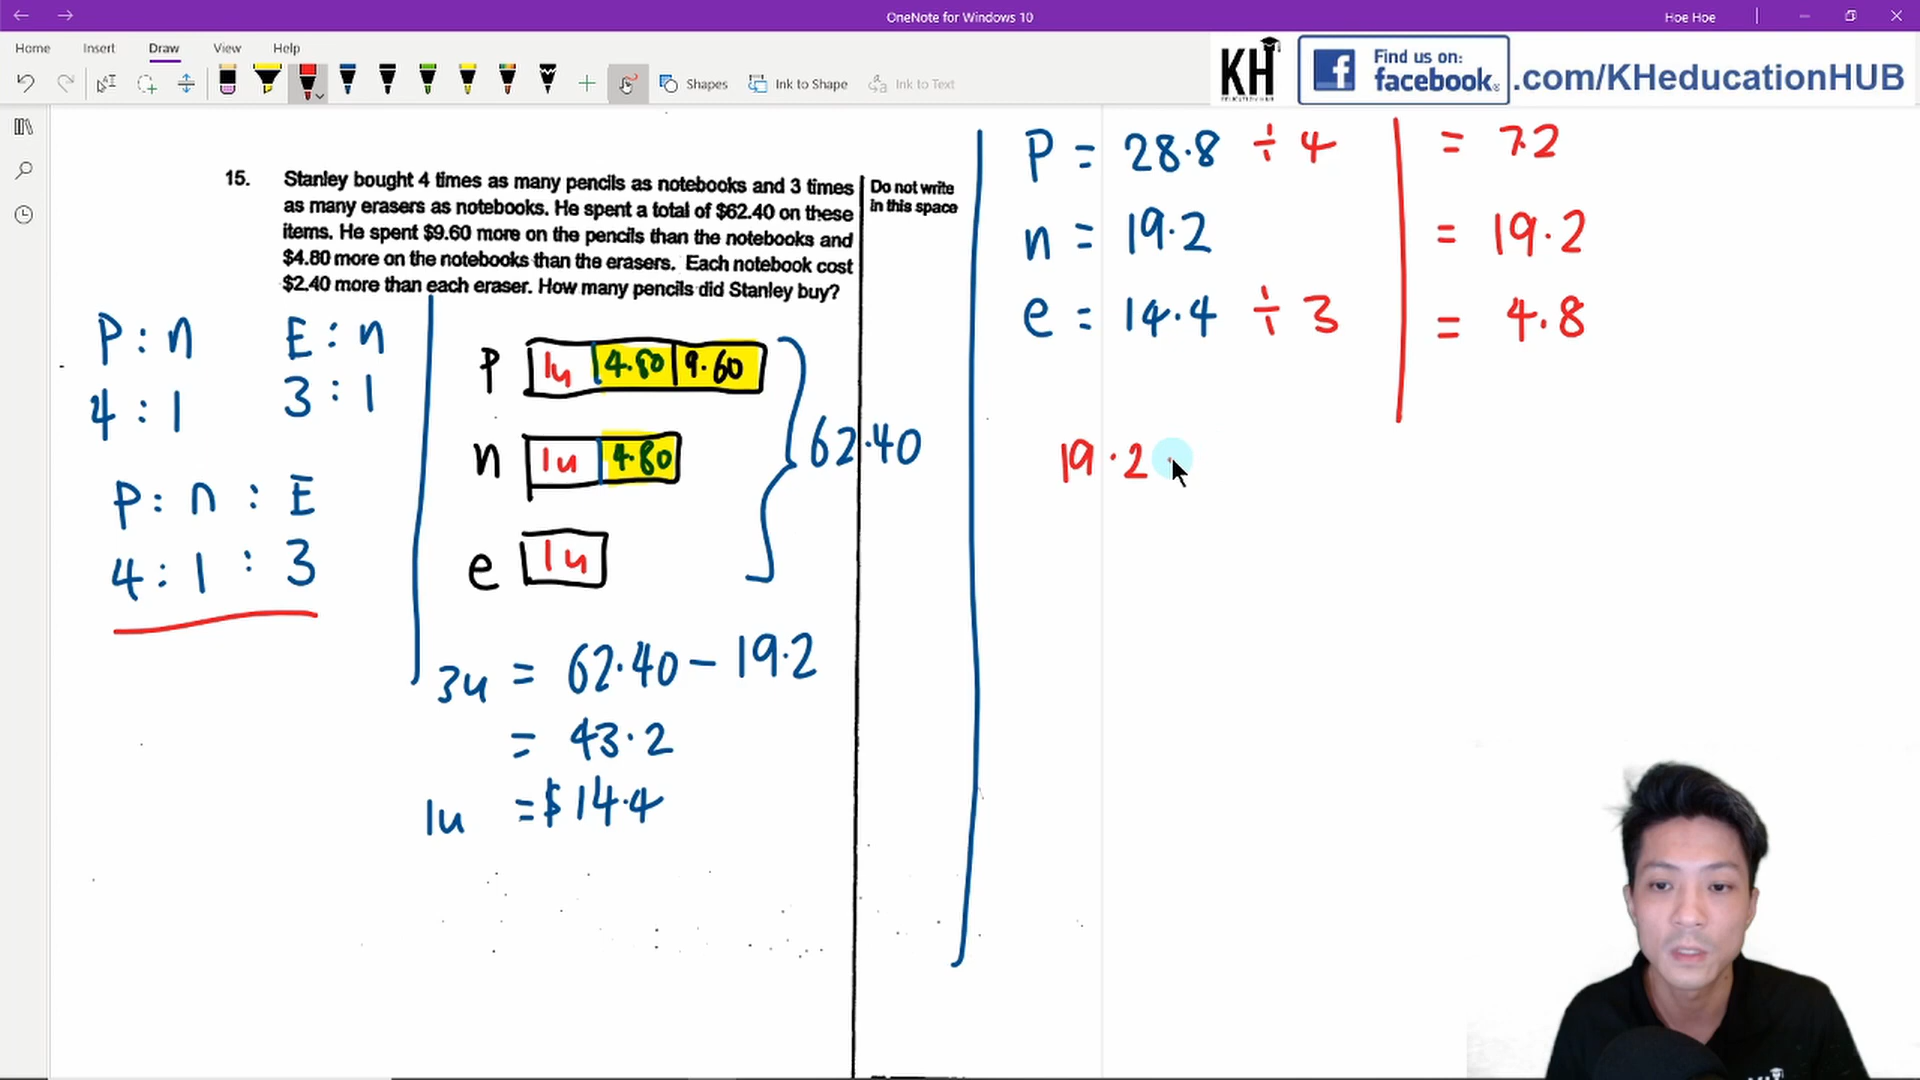 OneNote for Windows 10
Hoe Hoe
Home Insert Draw View Help
Shapes Ink to Shape Ink to Text
KH
Find us on:
facebook.
.com/KHeducationHUB
15. Stanley bought 4 times as many pencils as notebooks and 3 times
as many erasers as notebooks. He spent a total of $62.40 on these
items. He spent $9.60 more on the pencils than the notebooks and
$4.80 more on the notebooks than the erasers. Each notebook cost
$2.40 more than each eraser. How many pencils did Stanley buy?
Do not write
in this space
P : n
4 : 1
E : n
3 : 1
P : n : E
4 : 1 : 3
P 1u 4.80 9.60
n 1u 4.80
e 1u
62.40
3u = 62.40 - 19.2
= 43.2
1u = $14.4
P = 28.8 ÷ 4 = 7.2
n = 19.2 = 19.2
e = 14.4 ÷ 3 = 4.8
19.2